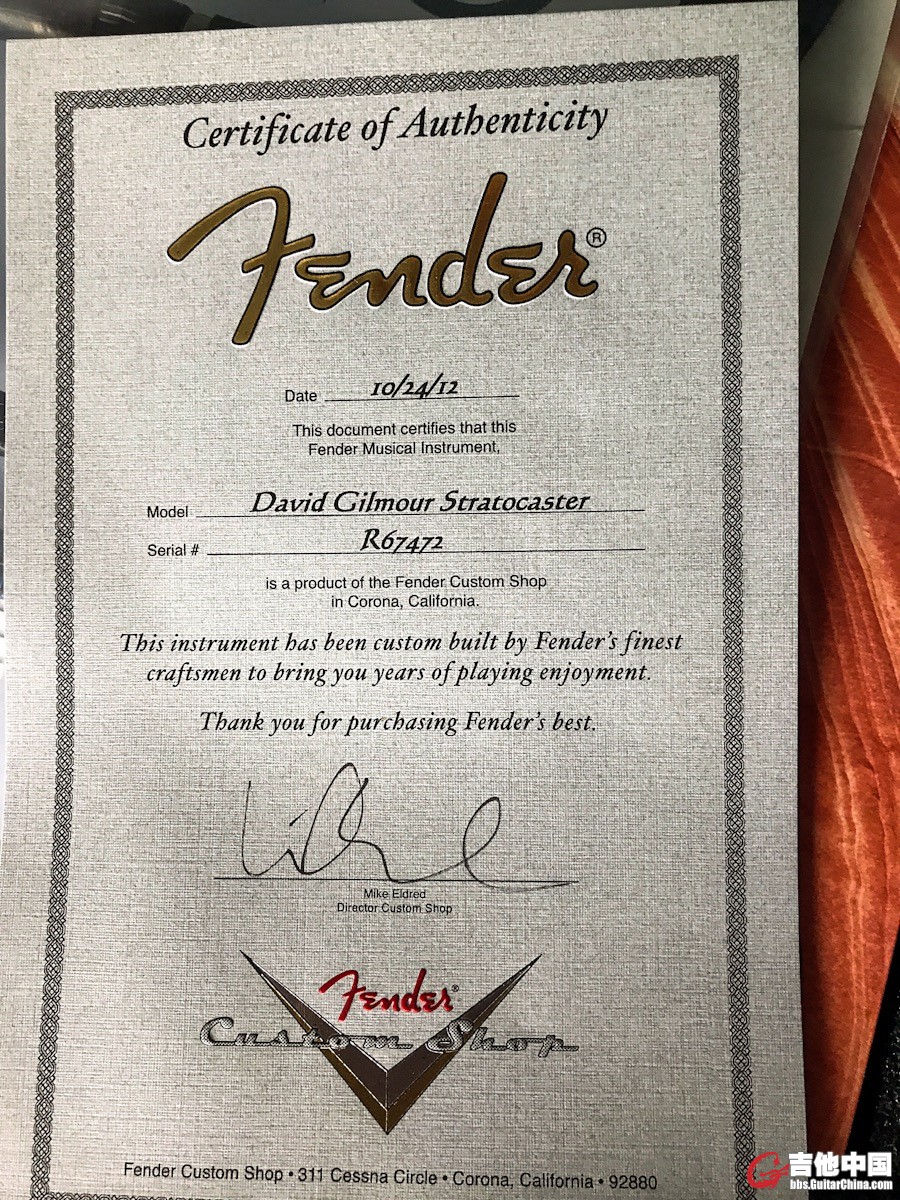 Certificate of Authenticity
Fender®
Date 10/24/12
This document certifies that this
Fender Musical Instrument,
Model David Gilmour Stratocaster
Serial # R67472
is a product of the Fender Custom Shop
in Corona, California.
This instrument has been custom built by Fender's finest
craftsmen to bring you years of playing enjoyment.
Thank you for purchasing Fender's best.
Mike Eldred
Director Custom Shop
Fender®
Custom Shop
Fender Custom Shop • 311 Cessna Circle • Corona, California • 92880
吉他中国
bbs.GuitarChina.com